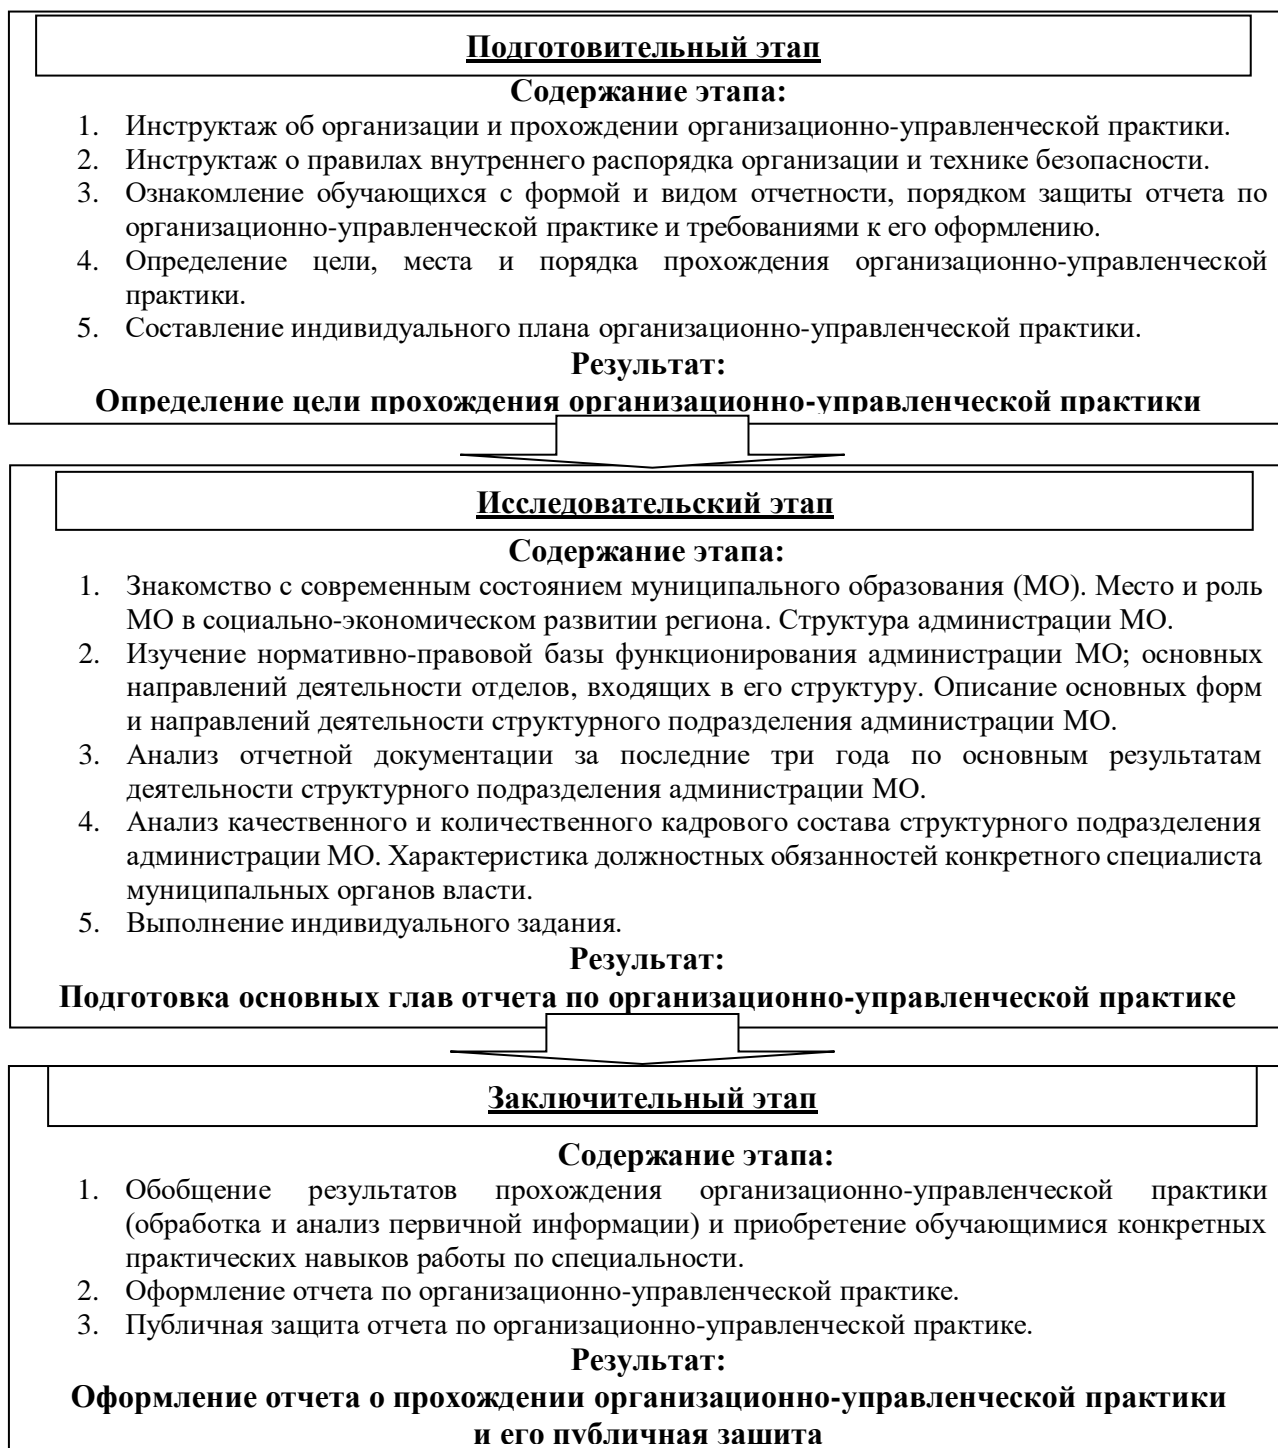 Подготовительный этап
Содержание этапа:
1. Инструктаж об организации и прохождении организационно-управленческой практики.
2. Инструктаж о правилах внутреннего распорядка организации и технике безопасности.
3. Ознакомление обучающихся с формой и видом отчетности, порядком защиты отчета по
организационно-управленческой практике и требованиями к его оформлению.
4. Определение цели, места и порядка прохождения организационно-управленческой
практики.
5. Составление индивидуального плана организационно-управленческой практики.
Результат:
Определение цели прохождения организационно-управленческой практики
Исследовательский этап
Содержание этапа:
1. Знакомство с современным состоянием муниципального образования (МО). Место и роль
МО в социально-экономическом развитии региона. Структура администрации МО.
2. Изучение нормативно-правовой базы функционирования администрации МО; основных
направлений деятельности отделов, входящих в его структуру. Описание основных форм
и направлений деятельности структурного подразделения администрации МО.
3. Анализ отчетной документации за последние три года по основным результатам
деятельности структурного подразделения администрации МО.
4. Анализ качественного и количественного кадрового состава структурного подразделения
администрации МО. Характеристика должностных обязанностей конкретного специалиста
муниципальных органов власти.
5. Выполнение индивидуального задания.
Результат:
Подготовка основных глав отчета по организационно-управленческой практике
Заключительный этап
Содержание этапа:
1. Обобщение результатов прохождения организационно-управленческой практики
(обработка и анализ первичной информации) и приобретение обучающимися конкретных
практических навыков работы по специальности.
2. Оформление отчета по организационно-управленческой практике.
3. Публичная защита отчета по организационно-управленческой практике.
Результат:
Оформление отчета о прохождении организационно-управленческой практики
и его публичная защита